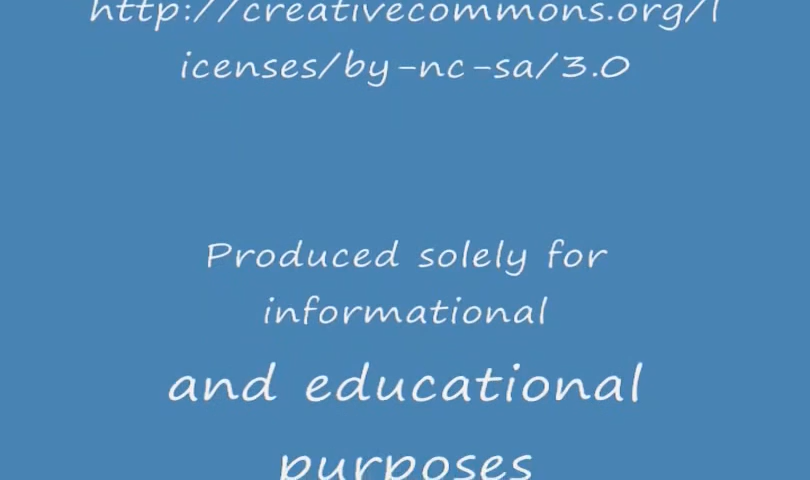 http://creativecommons.org/l
icenses/by-nc-sa/3.0
Produced solely for
informational
and educational
purposes